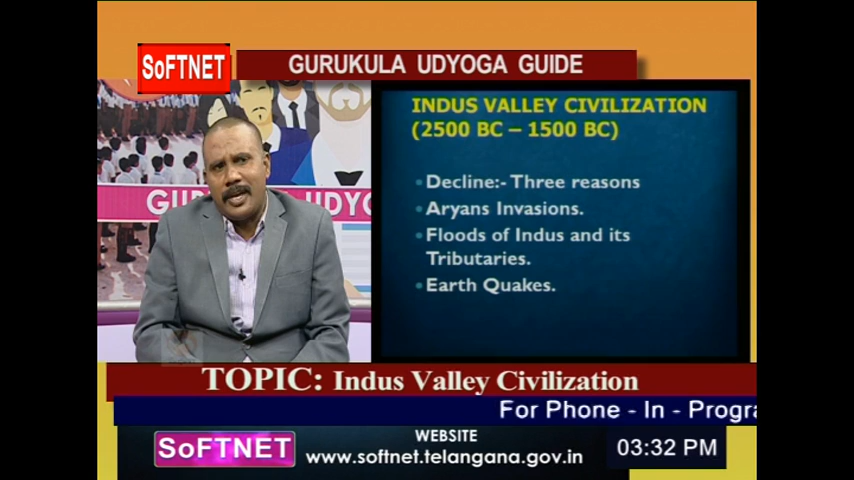 SoFTNET
GURUKULA UDYOGA GUIDE
INDUS VALLEY CIVILIZATION
(2500 BC – 1500 BC)
• Decline:- Three reasons
• Aryans Invasions.
• Floods of Indus and its
Tributaries.
• Earth Quakes.
TOPIC: Indus Valley Civilization
For Phone - In - Progra
SoFTNET
WEBSITE
www.softnet.telangana.gov.in
03:32 PM